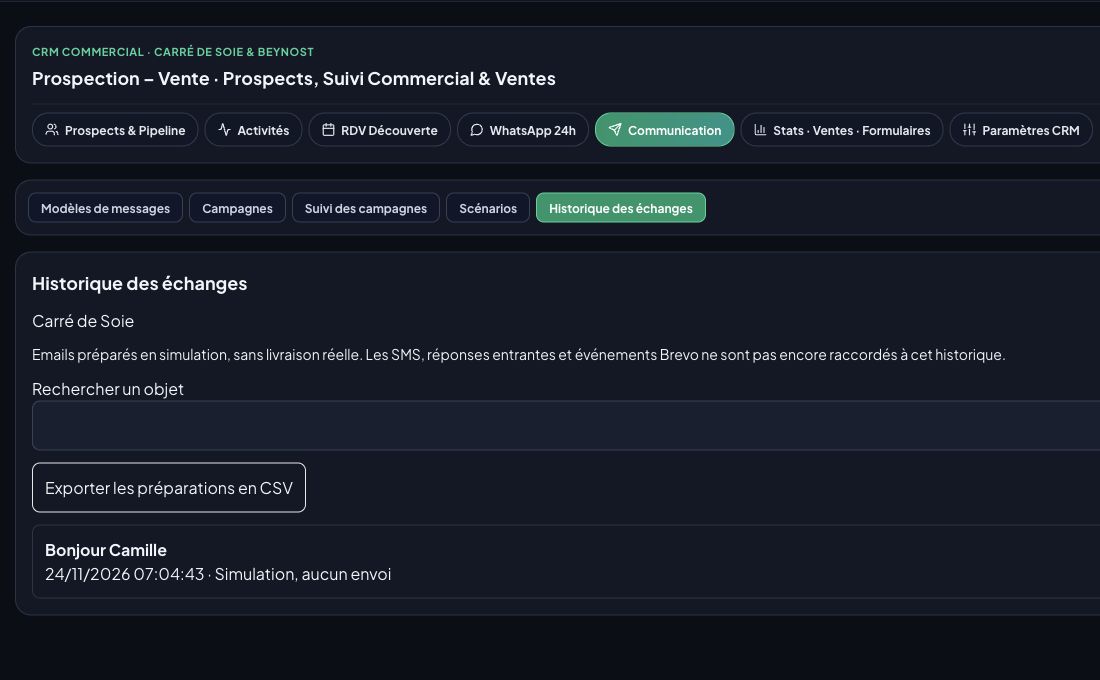 CRM COMMERCIAL · CARRÉ DE SOIE & BEYNOST
Prospection – Vente · Prospects, Suivi Commercial & Ventes
Prospects & Pipeline
Activités
RDV Découverte
WhatsApp 24h
Communication
Stats · Ventes · Formulaires
Paramètres CRM
Modèles de messages
Campagnes
Suivi des campagnes
Scénarios
Historique des échanges
Historique des échanges
Carré de Soie
Emails préparés en simulation, sans livraison réelle. Les SMS, réponses entrantes et événements Brevo ne sont pas encore raccordés à cet historique.
Rechercher un objet
Exporter les préparations en CSV
Bonjour Camille
24/11/2026 07:04:43 · Simulation, aucun envoi